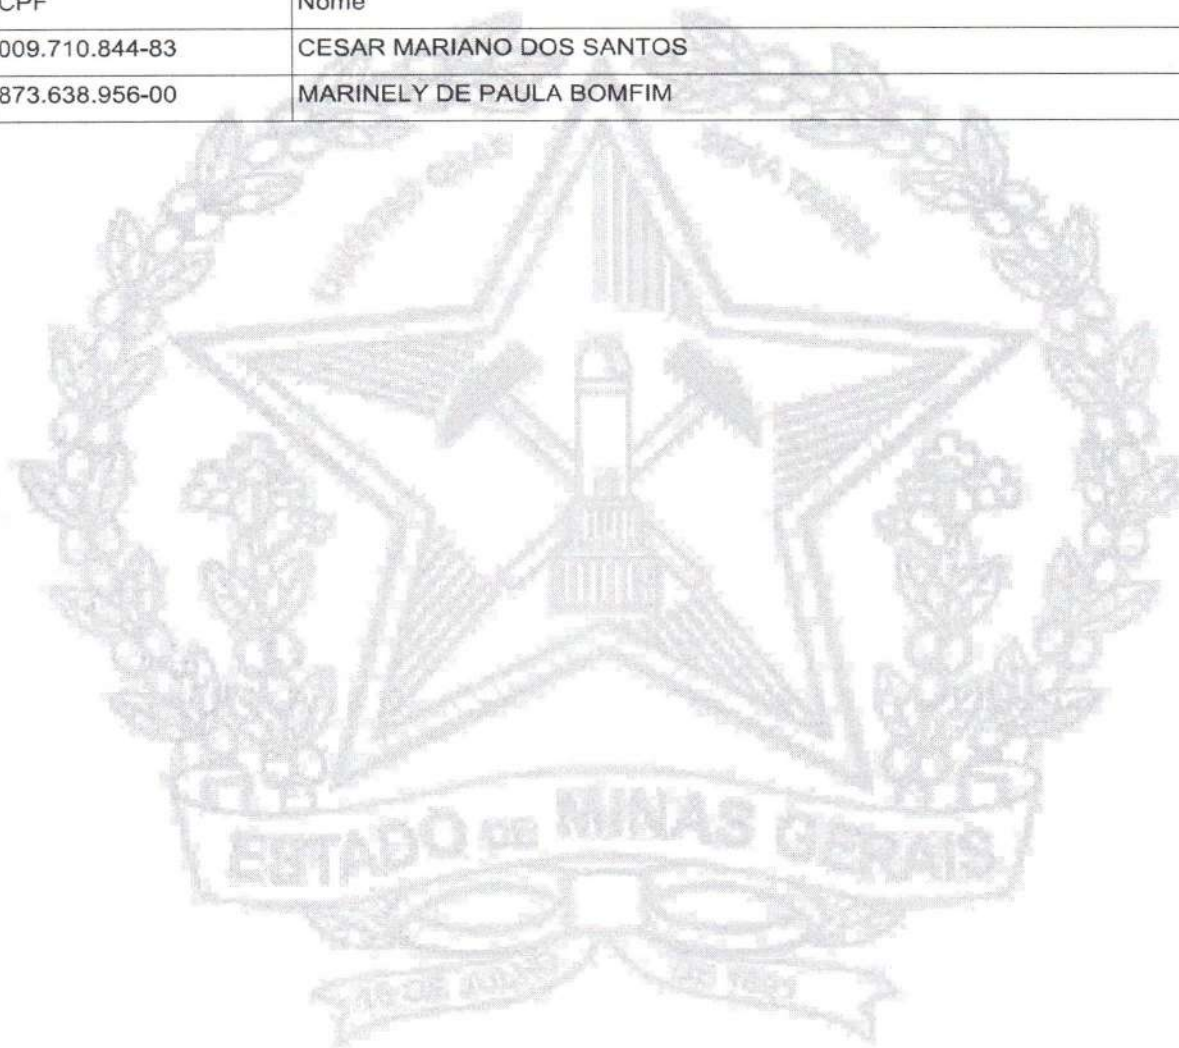 CPF Nome
009.710.844-83 CESAR MARIANO DOS SANTOS
873.638.956-00 MARINELY DE PAULA BOMFIM
ESTADO DE MINAS GERAIS